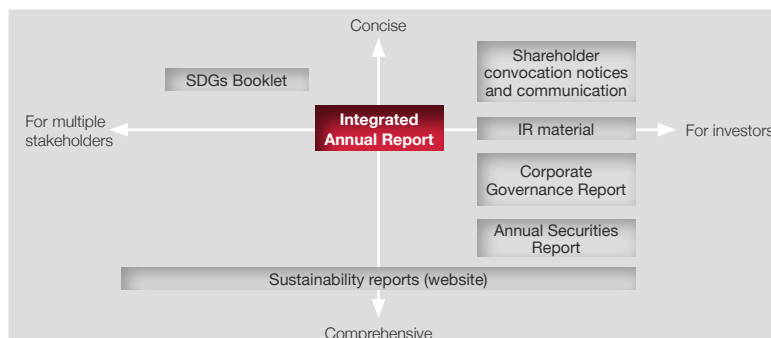 Concise
SDGs Booklet
Shareholder
convocation notices
and communication
For multiple
stakeholders
Integrated
Annual Report
IR material
For investors
Corporate
Governance Report
Annual Securities
Report
Sustainability reports (website)
Comprehensive